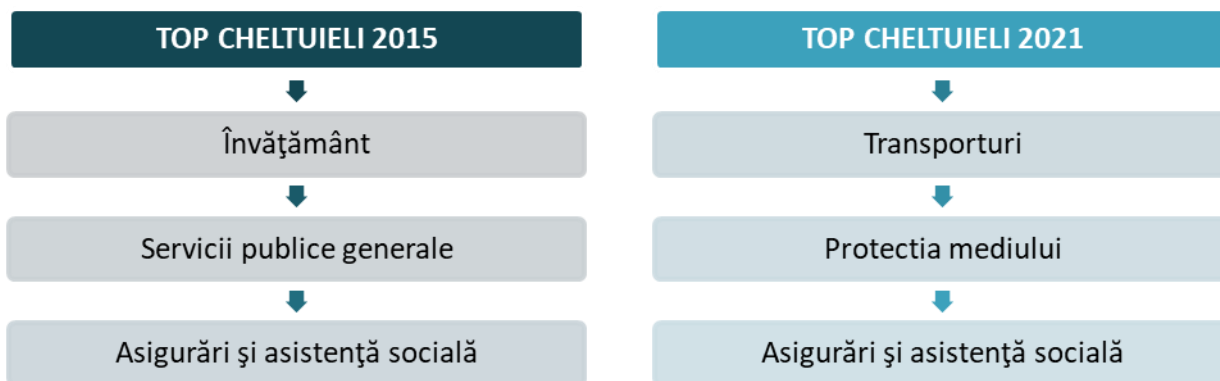 TOP CHELTUIELI 2015
Învăţământ
Servicii publice generale
Asigurări şi asistenţă socială
TOP CHELTUIELI 2021
Transporturi
Protectia mediului
Asigurări şi asistenţă socială